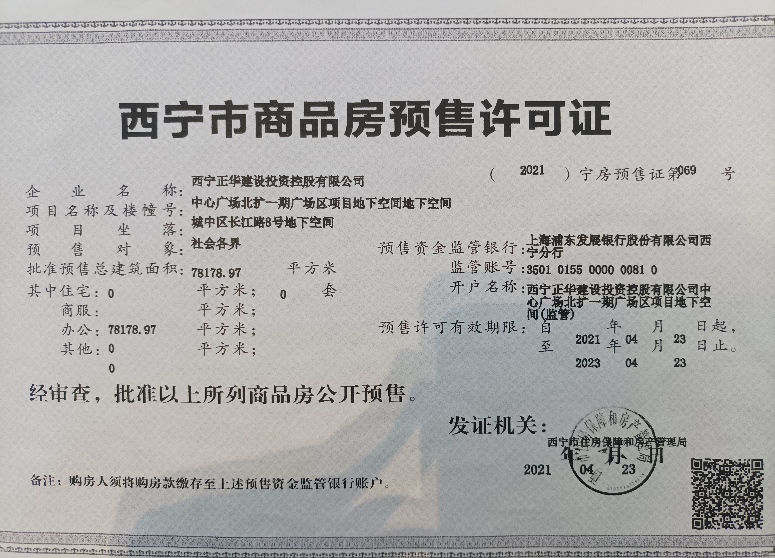 西宁市商品房预售许可证
（ 2021 ）宁房预售证第069 号
企业名称：西宁正华建设投资控股有限公司
项目名称及楼幢号：中心广场北扩一期广场区项目地下空间地下空间
项目坐落：城中区长江路8号地下空间
预售对象：社会各界
批准预售总建筑面积：78178.97 平方米
其中住宅：0 平方米； 0 套
商服： 平方米；
办公：78178.97 平方米；
其他：0 平方米；
0
预售资金监管银行：上海浦东发展银行股份有限公司西
宁分行
监管账号：3501 0155 0000 0081 0
开户名称：西宁正华建设投资控股有限公司中
心广场北扩一期广场区项目地下空
间(监管)
预售许可有效期限：自 2021 年 04 月 23 日起，
至 2023 年 04 月 23 日止。
经审查，批准以上所列商品房公开预售。
发证机关：
西宁市住房保障和房产管理局
2021 年 04 月 23 日
备注：购房人须将购房款缴存至上述预售资金监管银行账户。